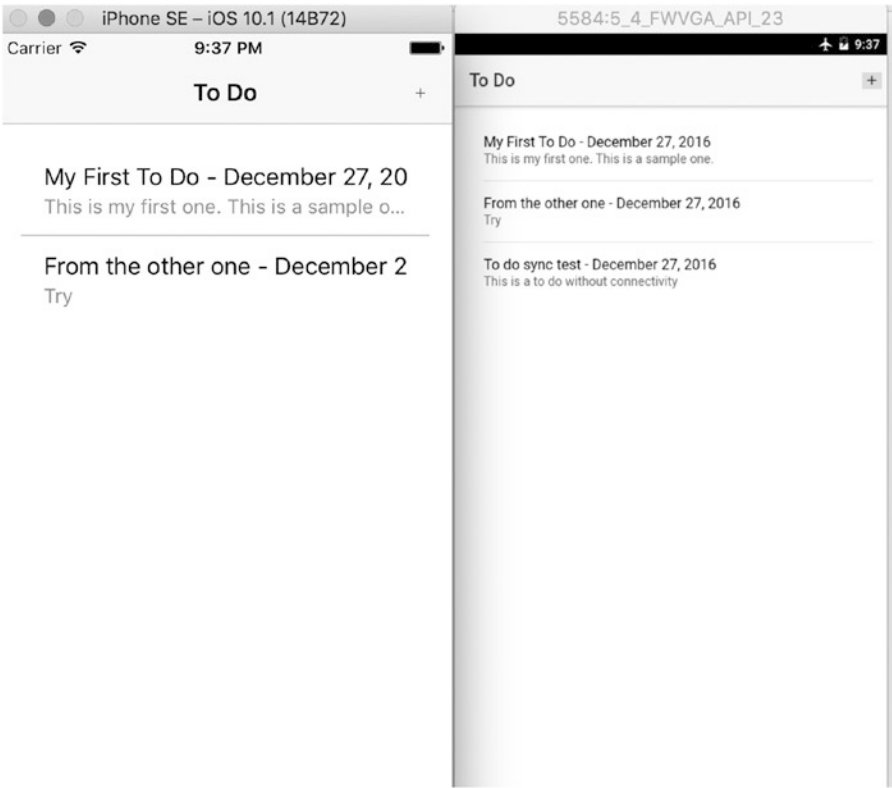 iPhone SE – iOS 10.1 (14B72)
Carrier 9:37 PM
To Do +
My First To Do - December 27, 20
This is my first one. This is a sample o...
From the other one - December 2
Try
5584:5_4_FWVGA_API_23
9:37
To Do +
My First To Do - December 27, 2016
This is my first one. This is a sample one.
From the other one - December 27, 2016
Try
To do sync test - December 27, 2016
This is a to do without connectivity